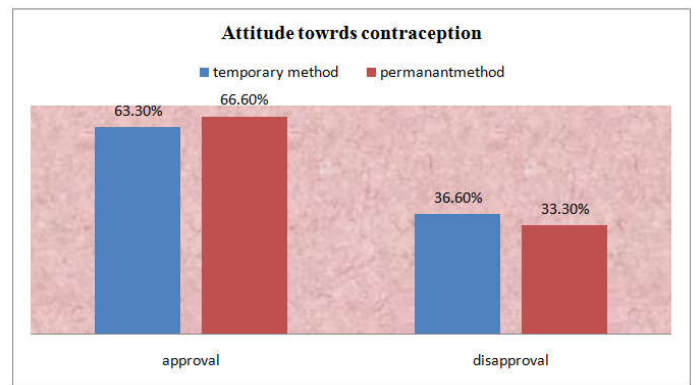 Attitude towrds contraception
temporary method permanantmethod
63.30% 66.60%
36.60% 33.30%
approval disapproval